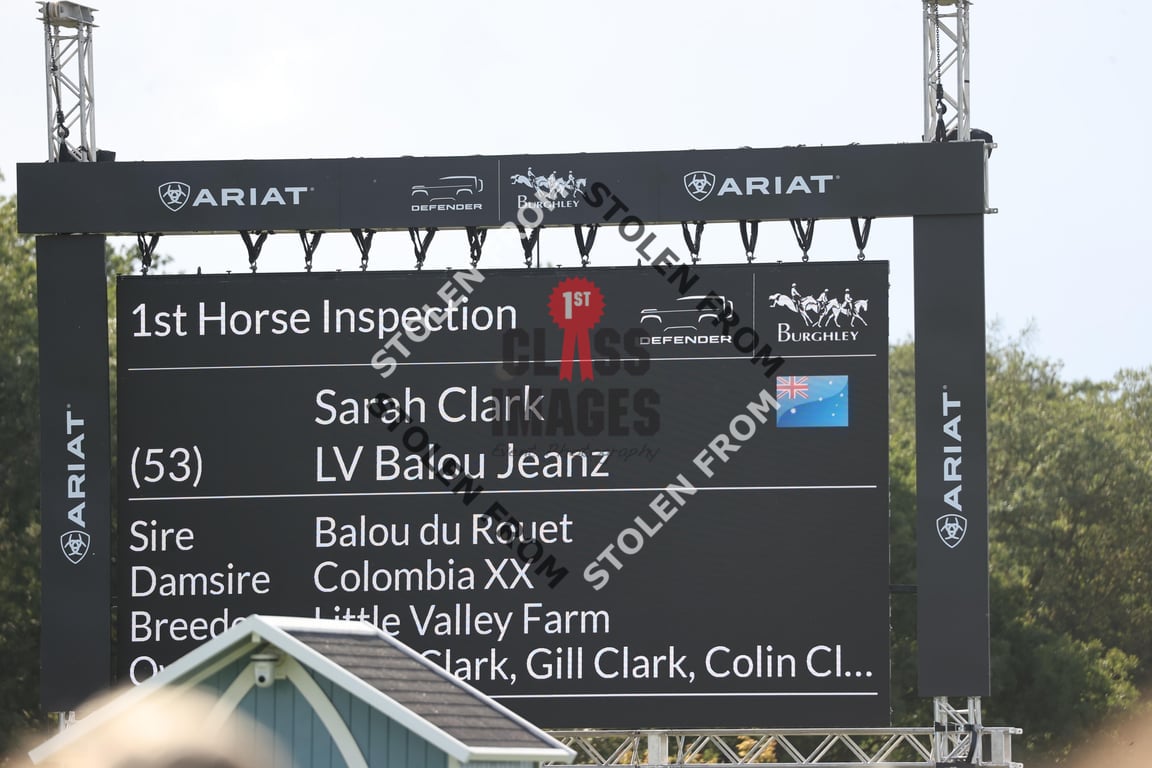 ARIAT
DEFENDER
BURGHLEY
ARIAT
1st Horse Inspection
DEFENDER
BURGHLEY
Sarah Clark
(53) LV Balou Jeanz
Sire Balou du Rouet
Damsire Colombia XX
Little Valley Farm
Clark, Gill Clark, Colin Cl...
ARIAT
ARIAT
1ST
CLASS
IMAGES
Event Photography
STOLEN FROM
STOLEN FROM
STOLEN FROM
STOLEN FROM